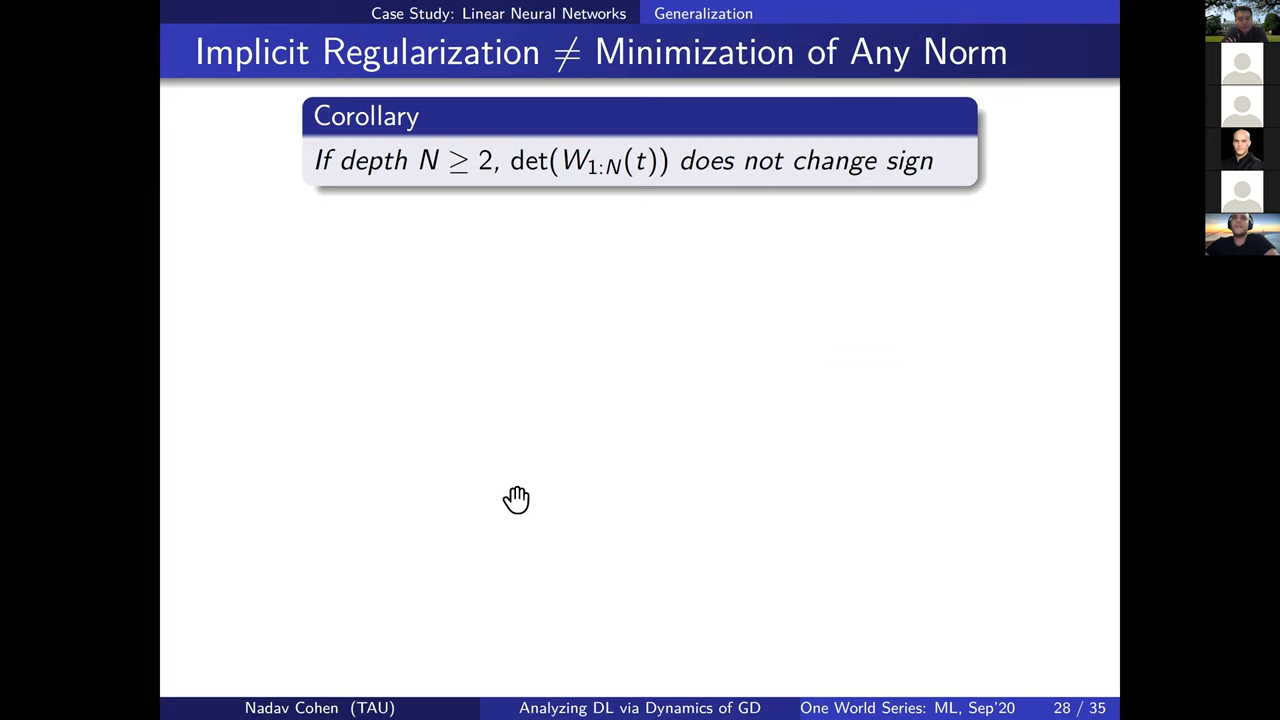 Case Study: Linear Neural Networks Generalization
Implicit Regularization ≠ Minimization of Any Norm
Corollary
If depth N ≥ 2, det(W₁:N(t)) does not change sign
Nadav Cohen (TAU) Analyzing DL via Dynamics of GD One World Series: ML, Sep'20 28 / 35